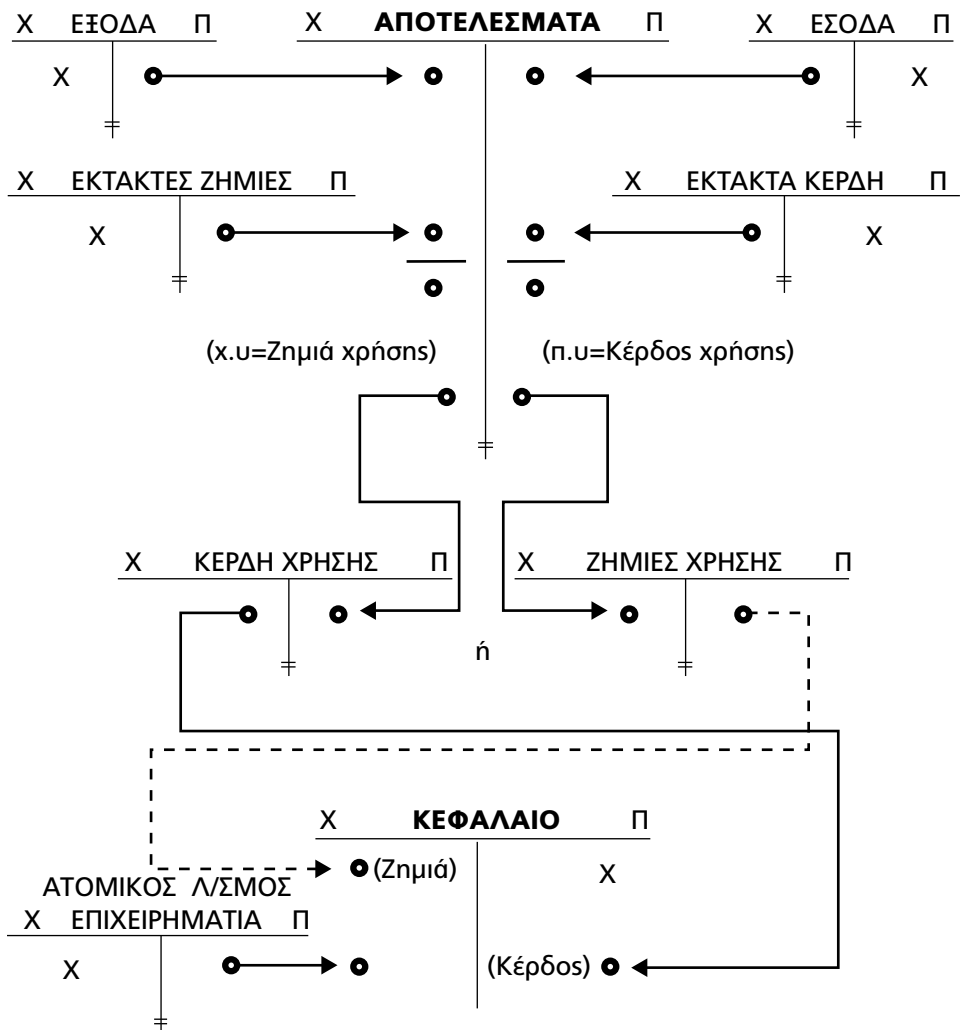 Χ ΕΞΟΔΑ Π Χ ΑΠΟΤΕΛΕΣΜΑΤΑ Π Χ ΕΣΟΔΑ Π
Χ Χ
Χ ΕΚΤΑΚΤΕΣ ΖΗΜΙΕΣ Π Χ ΕΚΤΑΚΤΑ ΚΕΡΔΗ Π
Χ Χ
(χ.υ=Ζημιά χρήσης) (π.υ=Κέρδος χρήσης)
Χ ΚΕΡΔΗ ΧΡΗΣΗΣ Π Χ ΖΗΜΙΕΣ ΧΡΗΣΗΣ Π
ή
Χ ΚΕΦΑΛΑΙΟ Π
(Ζημιά) Χ
ΑΤΟΜΙΚΟΣ Λ/ΣΜΟΣ
Χ ΕΠΙΧΕΙΡΗΜΑΤΙΑ Π
Χ (Κέρδος)